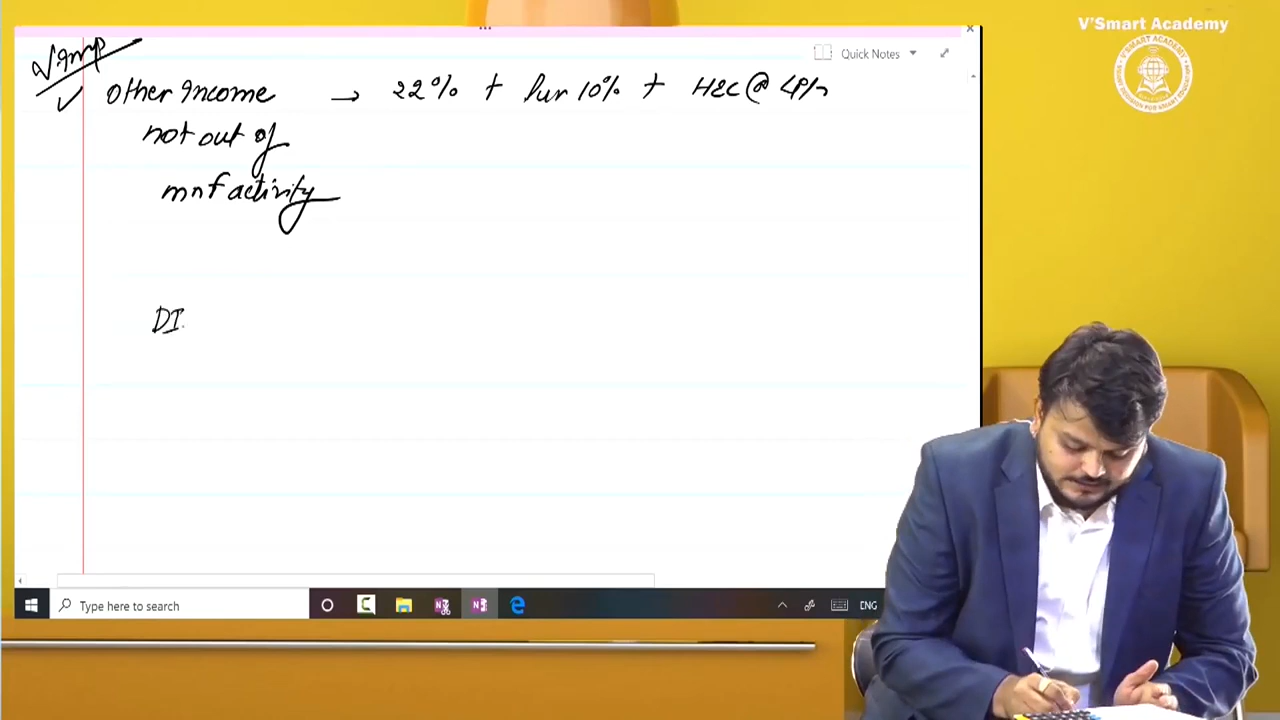 V'Smart Academy
V.Imp
Quick Notes
Other Income → 22% + Sur 10% + H&EC @ 4%
not out of
mnf activity
DI
Type here to search
ENG